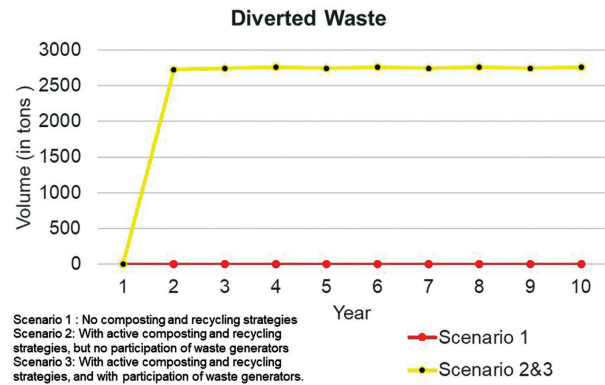 Diverted Waste
Volume (in tons)
3000
2500
2000
1500
1000
500
0
1 2 3 4 5 6 7 8 9 10
Year
Scenario 1 : No composting and recycling strategies
Scenario 2: With active composting and recycling
strategies, but no participation of waste generators
Scenario 3: With active composting and recycling
strategies, and with participation of waste generators.
Scenario 1
Scenario 2&3